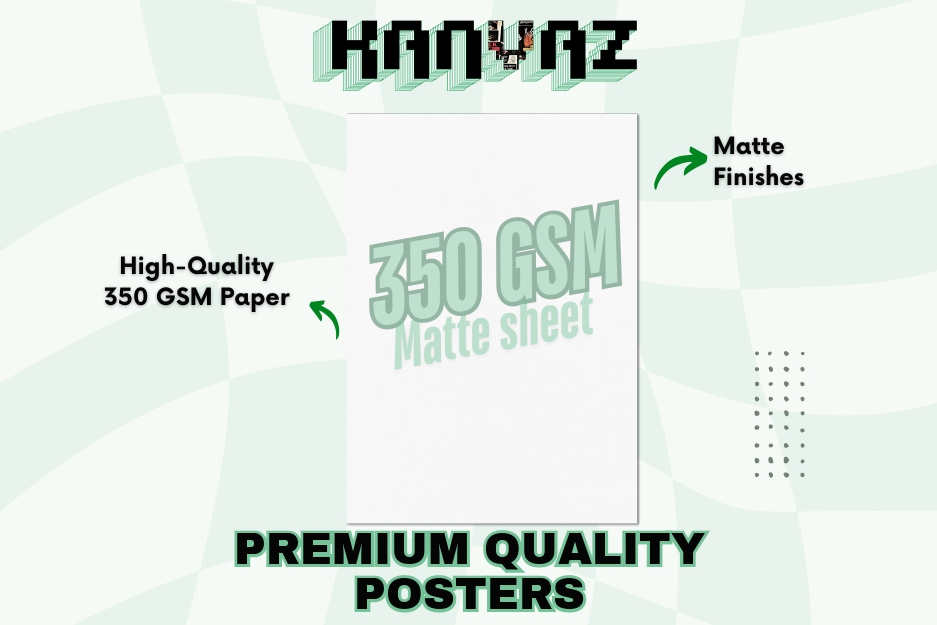 KANVAZ
Matte
Finishes
350 GSM
Matte sheet
High-Quality
350 GSM Paper
PREMIUM QUALITY
POSTERS